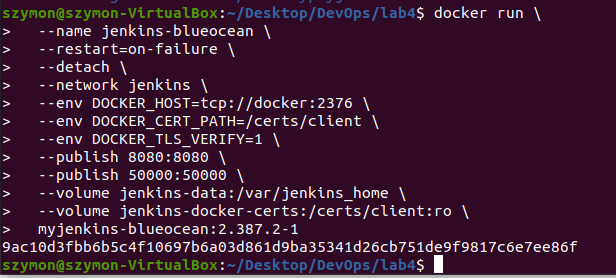 szymon@szymon-VirtualBox:~/Desktop/DevOps/lab4$ docker run \
>   --name jenkins-blueocean \
>   --restart=on-failure \
>   --detach \
>   --network jenkins \
>   --env DOCKER_HOST=tcp://docker:2376 \
>   --env DOCKER_CERT_PATH=/certs/client \
>   --env DOCKER_TLS_VERIFY=1 \
>   --publish 8080:8080 \
>   --publish 50000:50000 \
>   --volume jenkins-data:/var/jenkins_home \
>   --volume jenkins-docker-certs:/certs/client:ro \
>   myjenkins-blueocean:2.387.2-1
9ac10d3fbb6b5c4f10697b6a03d861d9ba35341d26cb751de9f9817c6e7ee86f
szymon@szymon-VirtualBox:~/Desktop/DevOps/lab4$